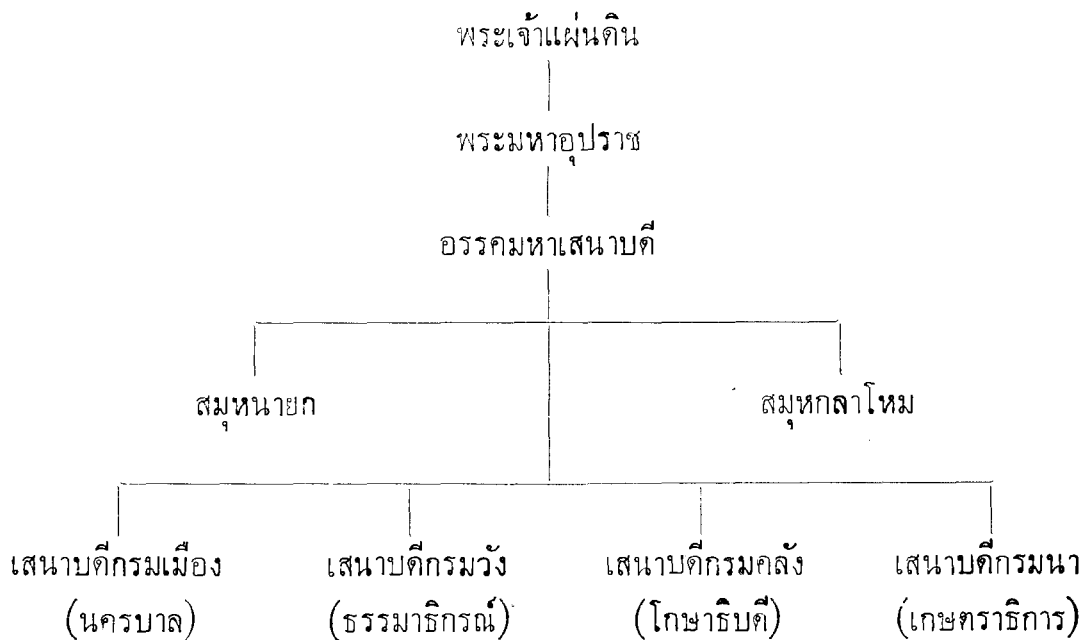 พระเจ้าแผ่นดิน
พระมหาอุปราช
อรรคมหาเสนาบดี
สมุหนายก
สมุหกลาโหม
เสนาบดีกรมเมือง
(นครบาล)
เสนาบดีกรมวัง
(ธรรมาธิกรณ์)
เสนาบดีกรมคลัง
(โกษาธิบดี)
เสนาบดีกรมนา
(เกษตราธิการ)